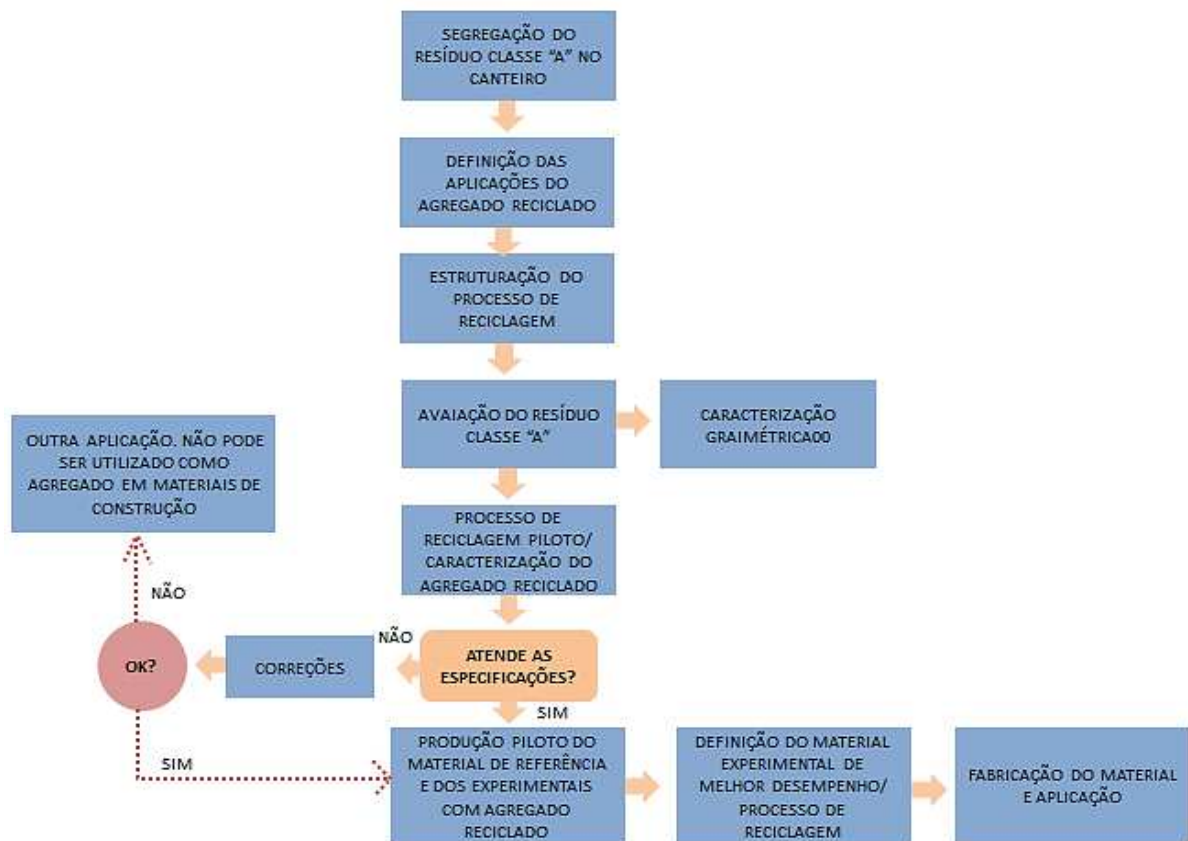 SEGREGAÇÃO DO
RESÍDUO CLASSE “A” NO
CANTEIRO
DEFINIÇÃO DAS
APLICAÇÕES DO
AGREGADO RECICLADO
ESTRUTURAÇÃO DO
PROCESSO DE
RECICLAGEM
AVAIAÇÃO DO RESÍDUO
CLASSE “A”
CARACTERIZAÇÃO
GRAIMÉTRICA00
OUTRA APLICAÇÃO. NÃO PODE
SER UTILIZADO COMO
AGREGADO EM MATERIAIS DE
CONSTRUÇÃO
PROCESSO DE
RECICLAGEM PILOTO/
CARACTERIZAÇÃO DO
AGREGADO RECICLADO
NÃO
OK?
CORREÇÕES
NÃO
ATENDE AS
ESPECIFICAÇÕES?
SIM
SIM
PRODUÇÃO PILOTO DO
MATERIAL DE REFERÊNCIA
E DOS EXPERIMENTAIS
COM AGREGADO
RECICLADO
DEFINIÇÃO DO MATERIAL
EXPERIMENTAL DE
MELHOR DESEMPENHO/
PROCESSO DE
RECICLAGEM
FABRICAÇÃO DO MATERIAL
E APLICAÇÃO